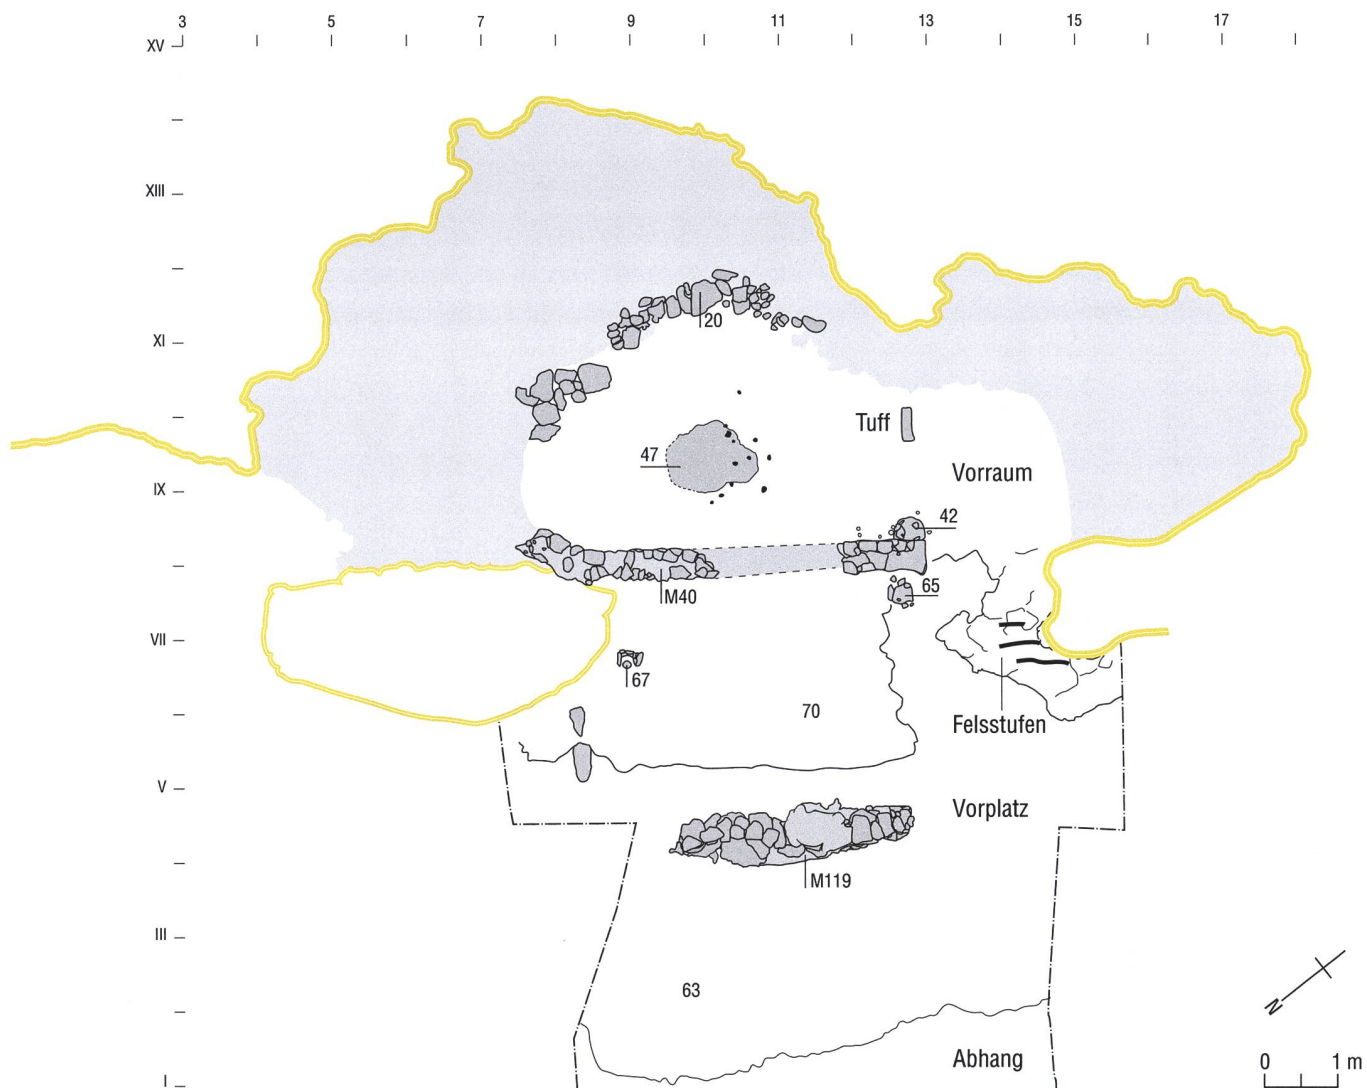 3 5 7 9 11 13 15 17
XV
XIII
20
XI
Tuff
47
Vorraum
IX
42
65
M40
VII
67
70
Felsstufen
V
Vorplatz
M119
III
63
N
Abhang
0 1 m
I